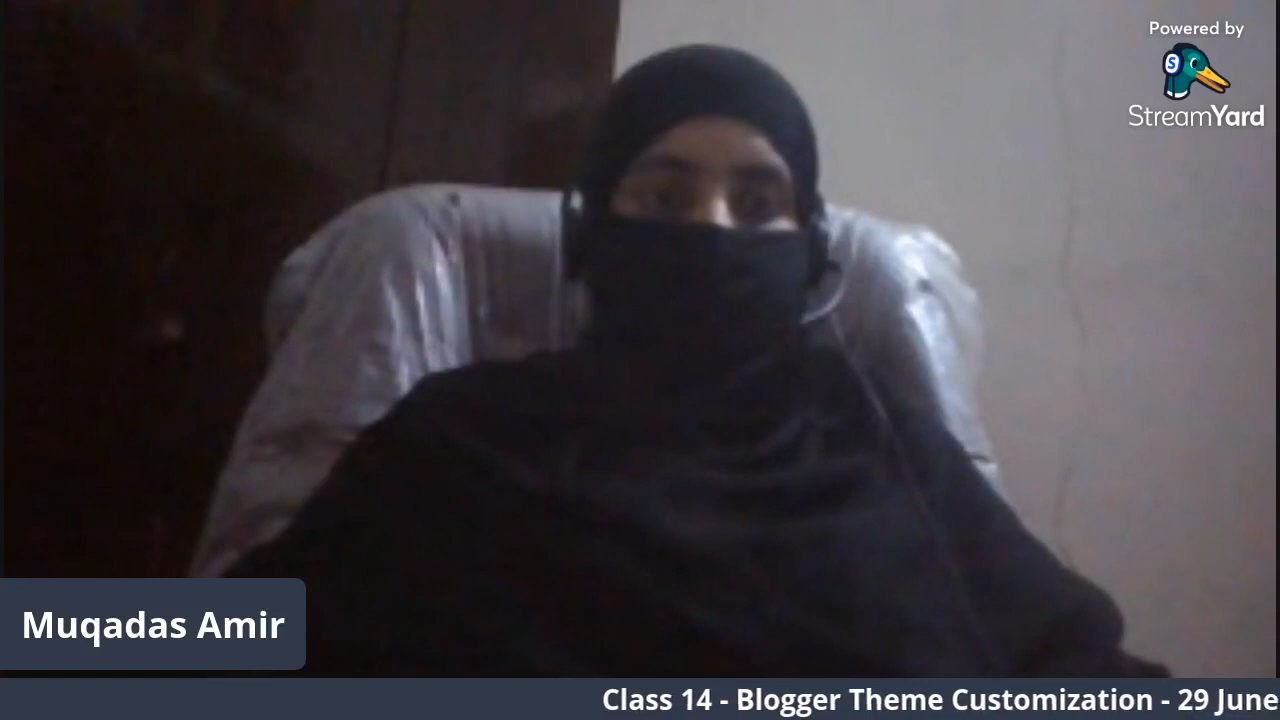 Powered by
StreamYard
Muqadas Amir
Class 14 - Blogger Theme Customization - 29 June